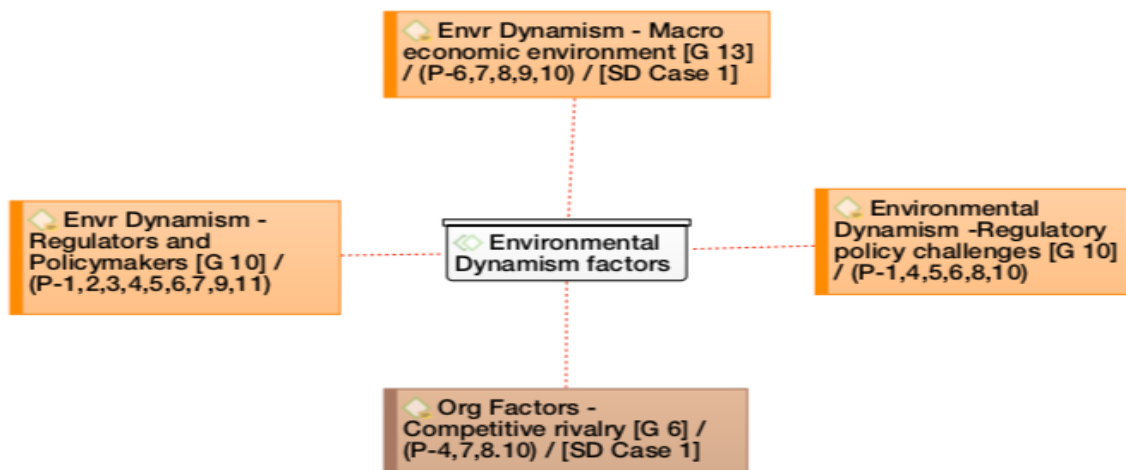 Envr Dynamism - Macro
economic environment [G 13]
/ (P-6,7,8,9,10) / [SD Case 1]
Envr Dynamism -
Regulators and
Policymakers [G 10] /
(P-1,2,3,4,5,6,7,9,11)
Environmental
Dynamism factors
Environmental
Dynamism -Regulatory
policy challenges [G 10]
/ (P-1,4,5,6,8,10)
Org Factors -
Competitive rivalry [G 6] /
(P-4,7,8.10) / [SD Case 1]